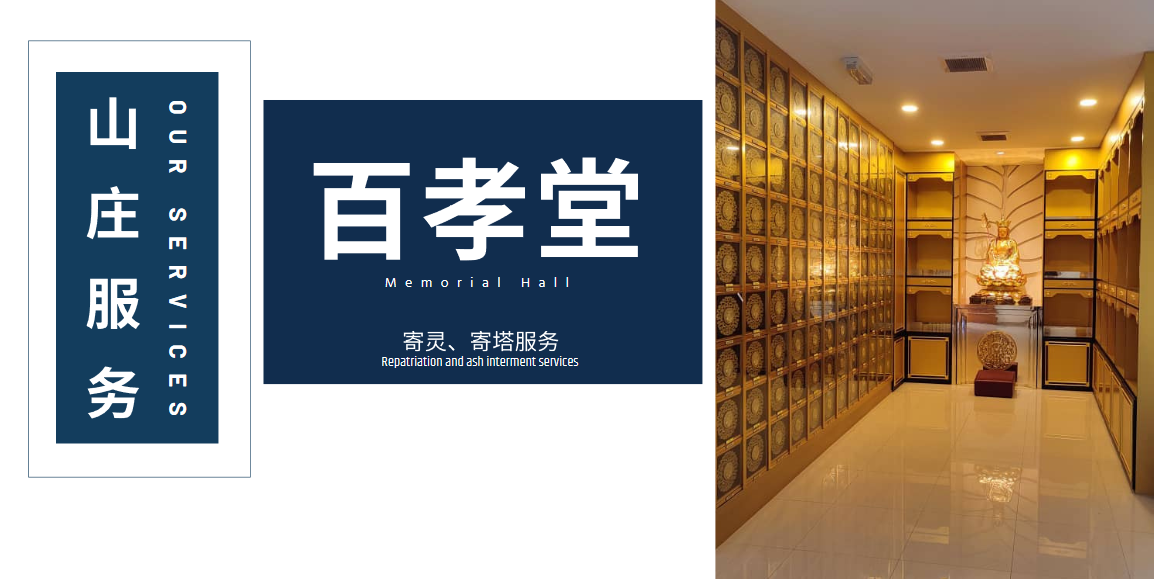 山庄服务
OUR SERVICES
百孝堂
Memorial Hall
寄灵、寄塔服务
Repatriation and ash interment services